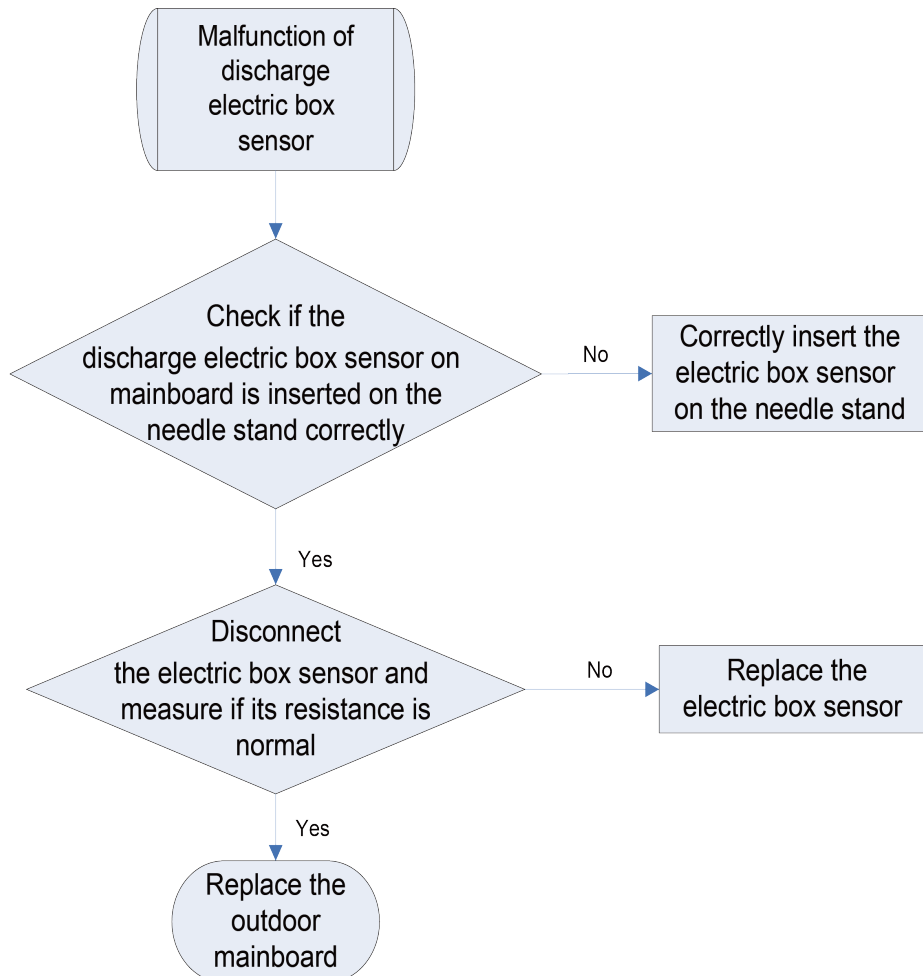 Malfunction of
discharge
electric box
sensor
Check if the
discharge electric box sensor on
mainboard is inserted on the
needle stand correctly
No
Correctly insert the
electric box sensor
on the needle stand
Yes
Disconnect
the electric box sensor and
measure if its resistance is
normal
No
Replace the
electric box sensor
Yes
Replace the
outdoor
mainboard